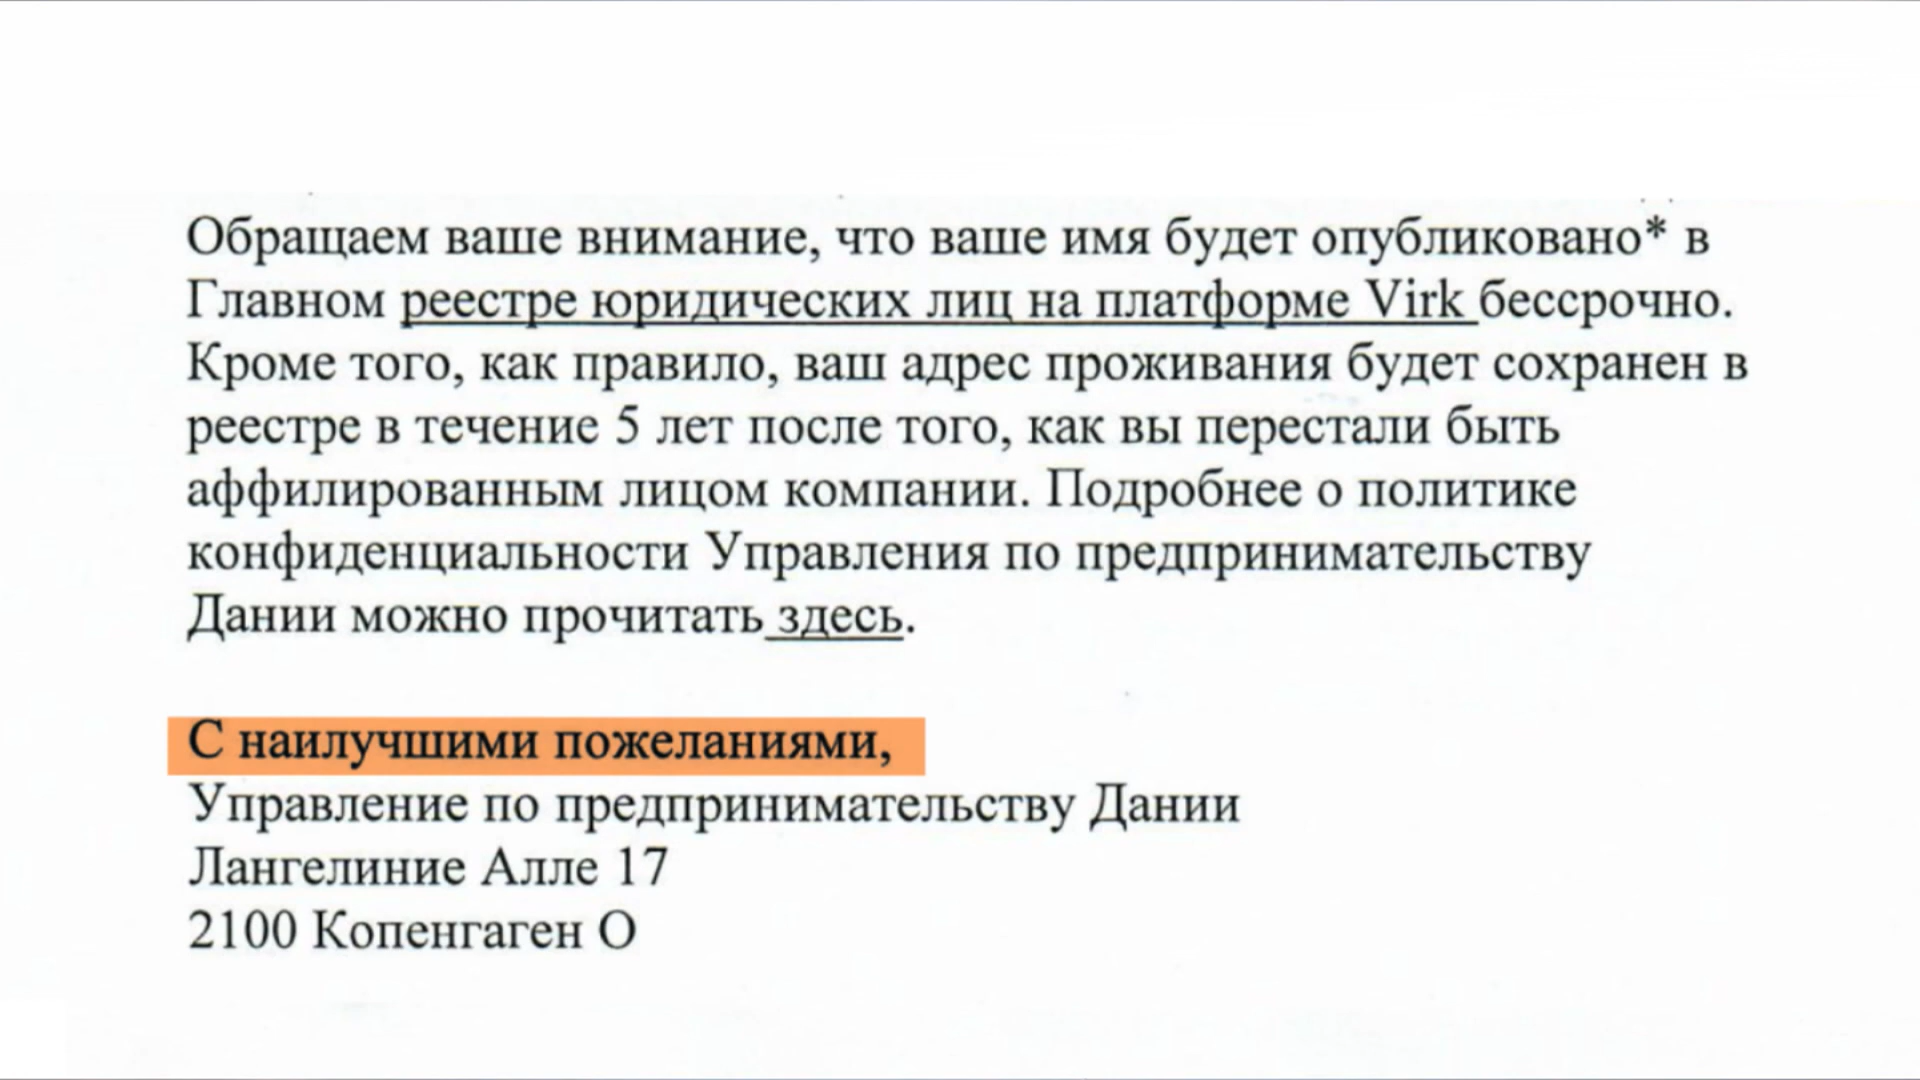 Обращаем ваше внимание, что ваше имя будет опубликовано* в
Главном реестре юридических лиц на платформе Virk бессрочно.
Кроме того, как правило, ваш адрес проживания будет сохранен в
реестре в течение 5 лет после того, как вы перестали быть
аффилированным лицом компании. Подробнее о политике
конфиденциальности Управления по предпринимательству
Дании можно прочитать здесь.
С наилучшими пожеланиями,
Управление по предпринимательству Дании
Лангелиние Алле 17
2100 Копенгаген О